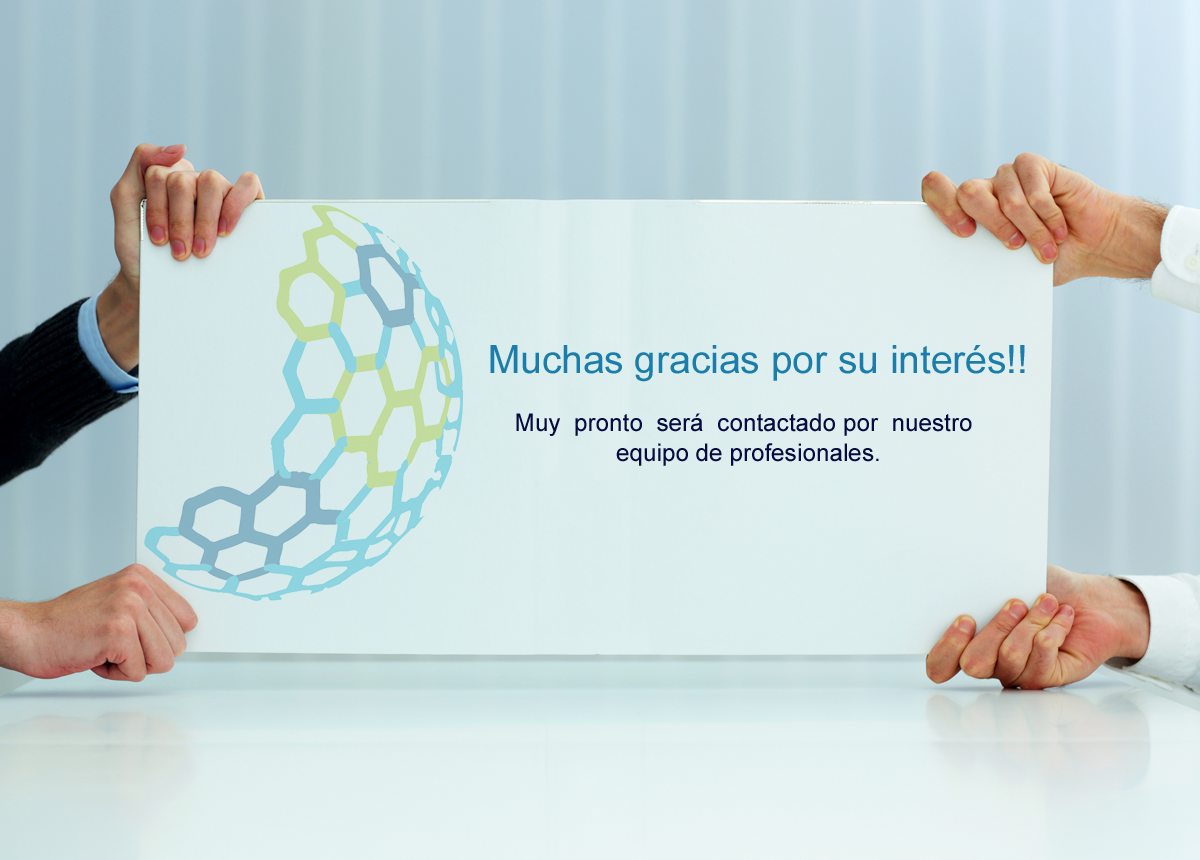 Muchas gracias por su interés!!
Muy pronto será contactado por nuestro
equipo de profesionales.